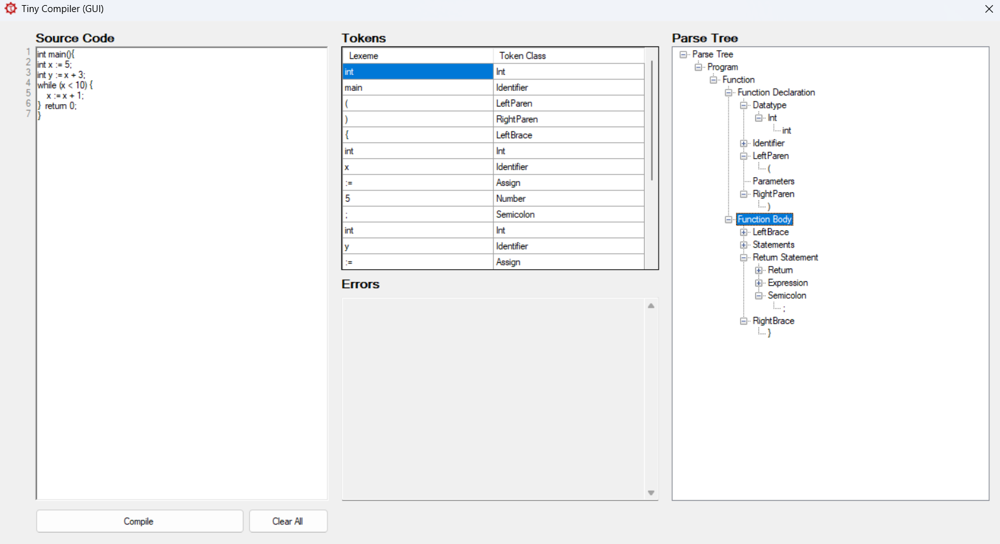 Tiny Compiler (GUI)
Source Code
1 int main(){
2 int x := 5;
3 int y := x + 3;
4 while (x < 10) {
5 x := x + 1;
6 } return 0;
7 }
Compile
Clear All
Tokens
Lexeme Token Class
int Int
main Identifier
( LeftParen
) RightParen
{ LeftBrace
int Int
x Identifier
:= Assign
5 Number
; Semicolon
int Int
y Identifier
:= Assign
Errors
Parse Tree
Parse Tree
Program
Function
Function Declaration
Datatype
Int
int
Identifier
LeftParen
(
Parameters
RightParen
)
Function Body
LeftBrace
Statements
Return Statement
Return
Expression
Semicolon
;
RightBrace
}